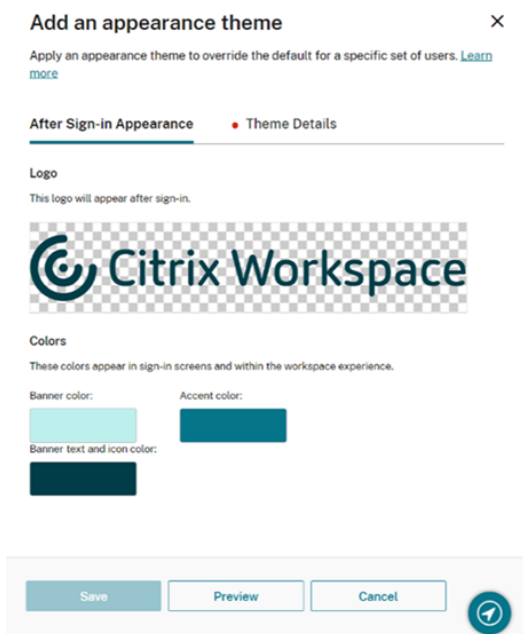 Add an appearance theme
Apply an appearance theme to override the default for a specific set of users. Learn
more
After Sign-in Appearance
Theme Details
Logo
This logo will appear after sign-in.
Citrix Workspace
Colors
These colors appear in sign-in screens and within the workspace experience.
Banner color:
Accent color:
Banner text and icon color:
Save
Preview
Cancel